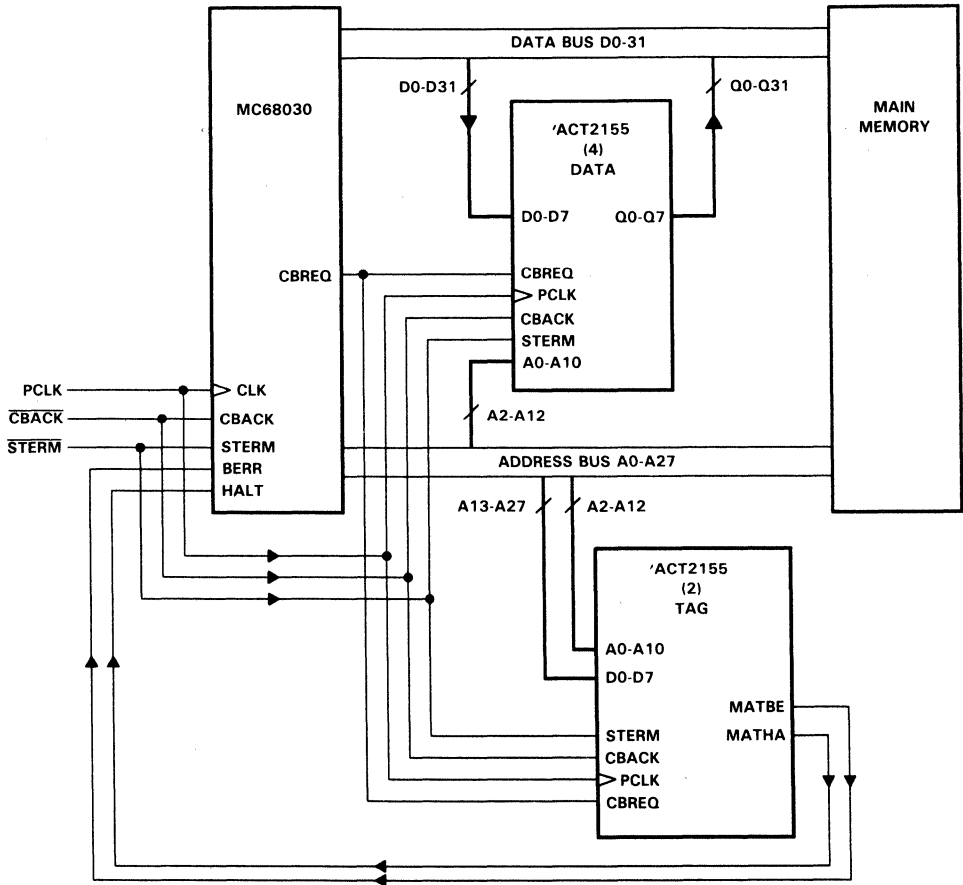 DATA BUS D0-31
D0-D31
Q0-Q31
MC68030
MAIN
MEMORY
'ACT2155
(4)
DATA
D0-D7
Q0-Q7
CBREQ
CBREQ
PCLK
CBACK
STERM
A0-A10
PCLK
CLK
CBACK
CBACK
A2-A12
STERM
STERM
BERR
HALT
ADDRESS BUS A0-A27
A13-A27
A2-A12
'ACT2155
(2)
TAG
A0-A10
D0-D7
MATBE
STERM
MATHA
CBACK
PCLK
CBREQ